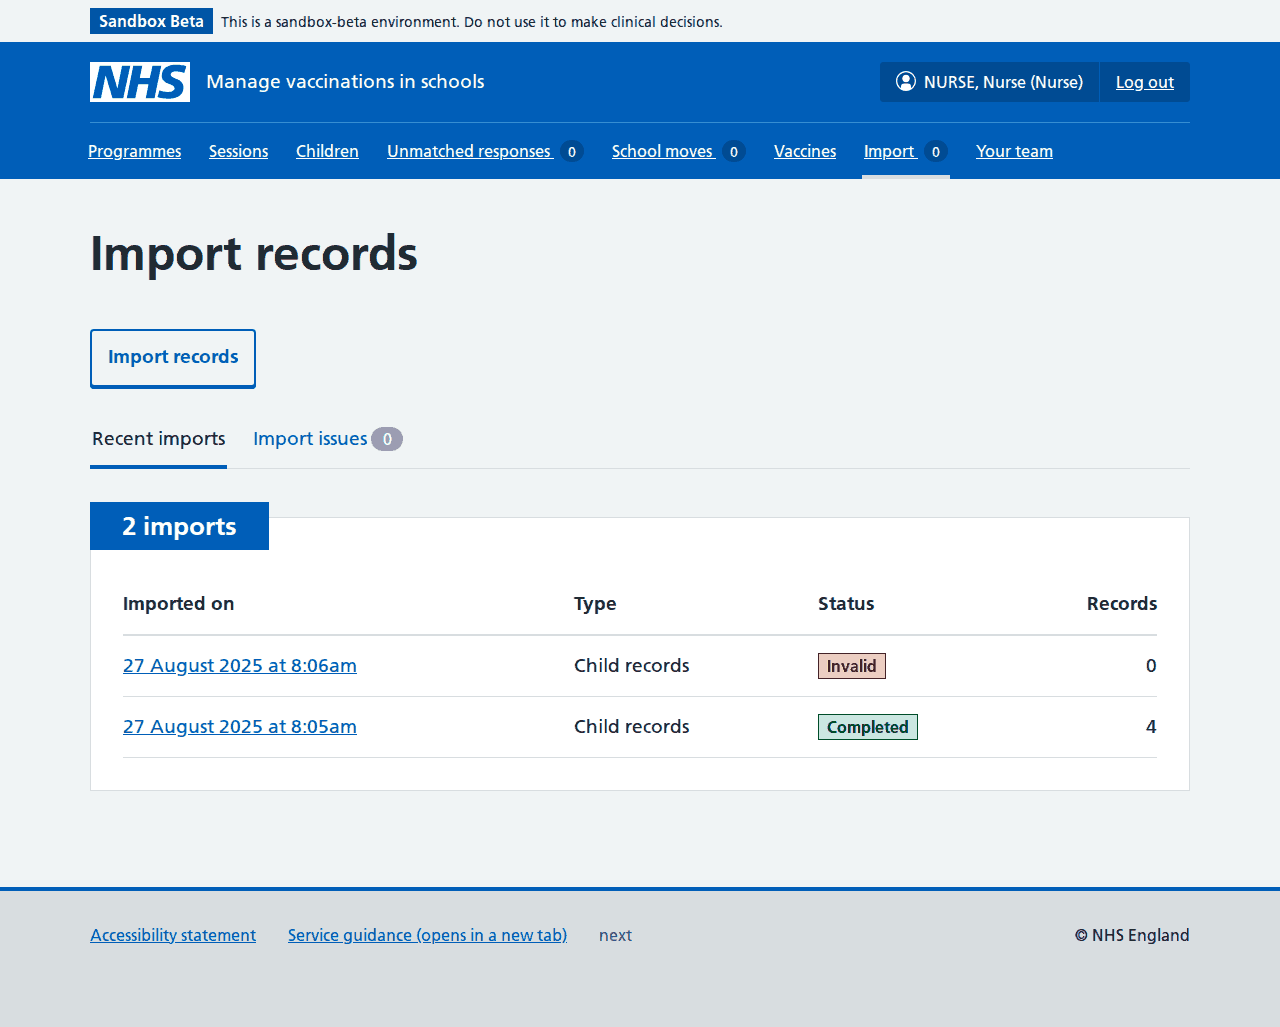 Sandbox Beta This is a sandbox-beta environment. Do not use it to make clinical decisions.
NHS Manage vaccinations in schools NURSE, Nurse (Nurse) Log out
Programmes Sessions Children Unmatched responses 0 School moves 0 Vaccines Import 0 Your team
Import records
Import records
Recent imports Import issues 0
2 imports
Imported on Type Status Records
27 August 2025 at 8:06am Child records Invalid 0
27 August 2025 at 8:05am Child records Completed 4
Accessibility statement Service guidance (opens in a new tab) next © NHS England